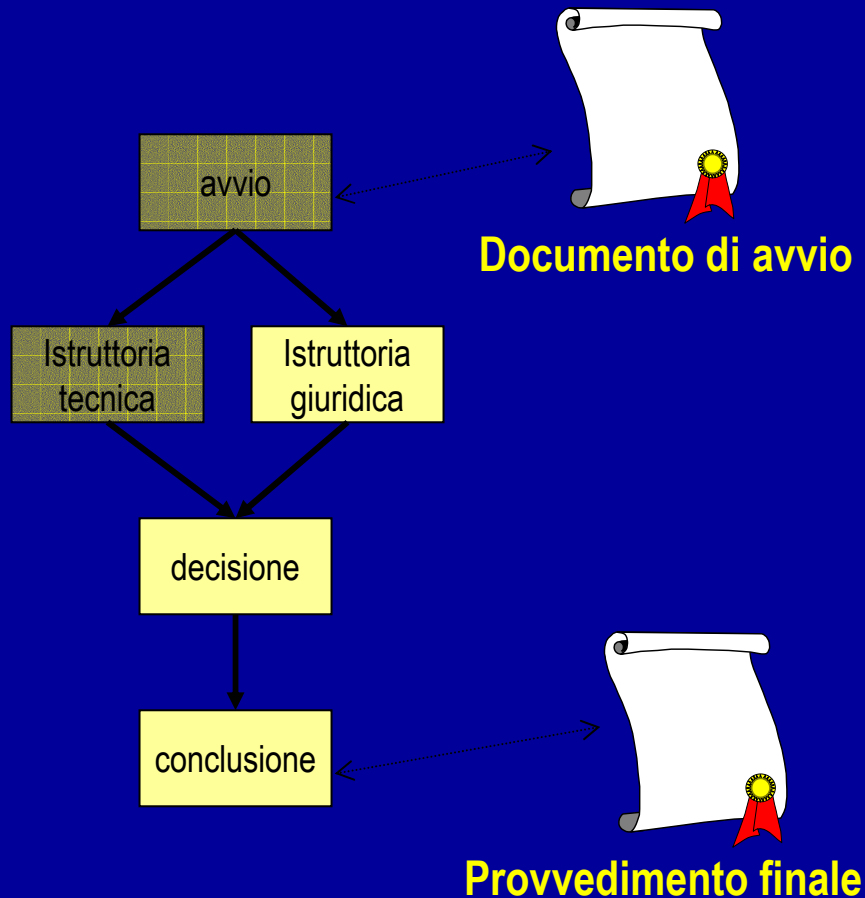 avvio
Documento di avvio
Istruttoria
tecnica
Istruttoria
giuridica
decisione
conclusione
Provvedimento finale